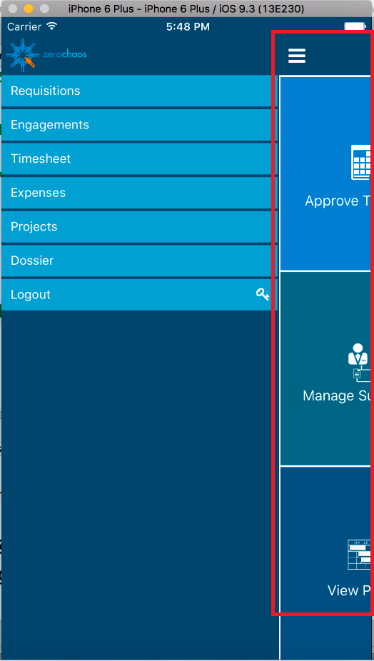 iPhone 6 Plus - iPhone 6 Plus / iOS 9.3 (13E230)
Carrier 5:48 PM
zerochaos
Requisitions
Engagements
Timesheet
Expenses
Projects
Dossier
Logout
Approve T
Manage Su
View P